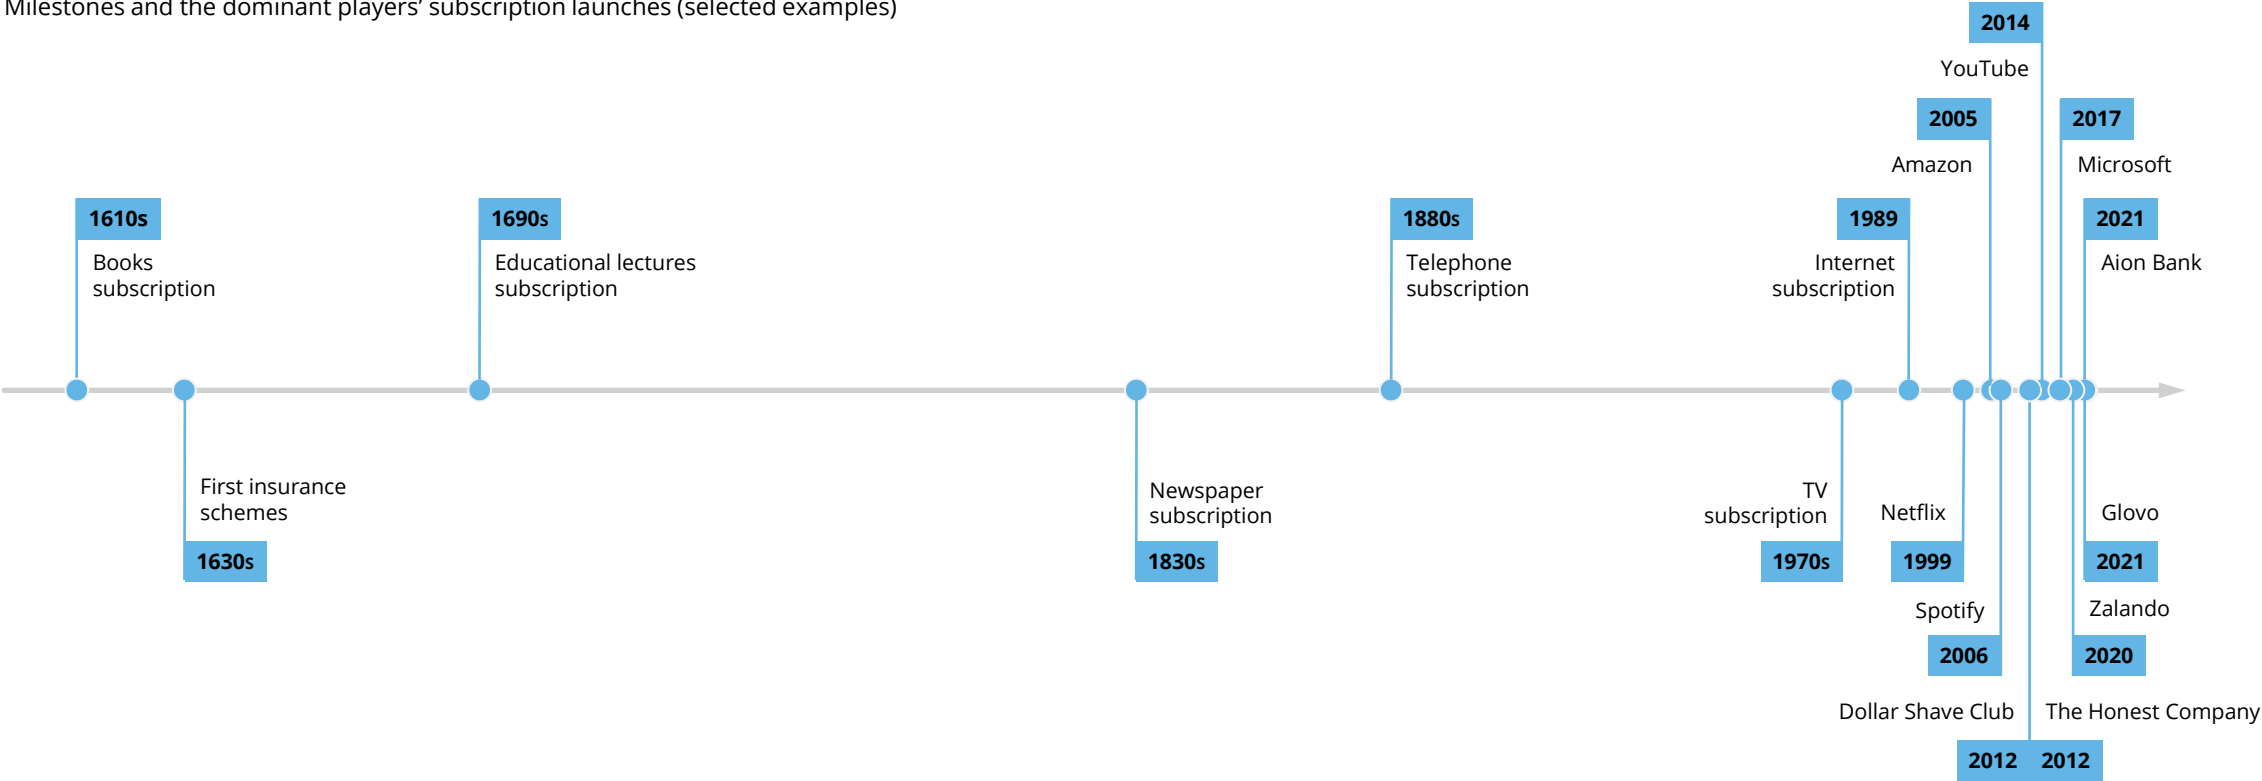 Milestones and the dominant players’ subscription launches (selected examples)
2014
YouTube
2005
Amazon
2017
Microsoft
1610s
Books
subscription
1690s
Educational lectures
subscription
1880s
Telephone
subscription
1989
Internet
subscription
2021
Aion Bank
First insurance
schemes
1630s
Newspaper
subscription
1830s
TV
subscription
1970s
Netflix
1999
Glovo
2021
Spotify
2006
Zalando
2020
Dollar Shave Club
2012
The Honest Company
2012